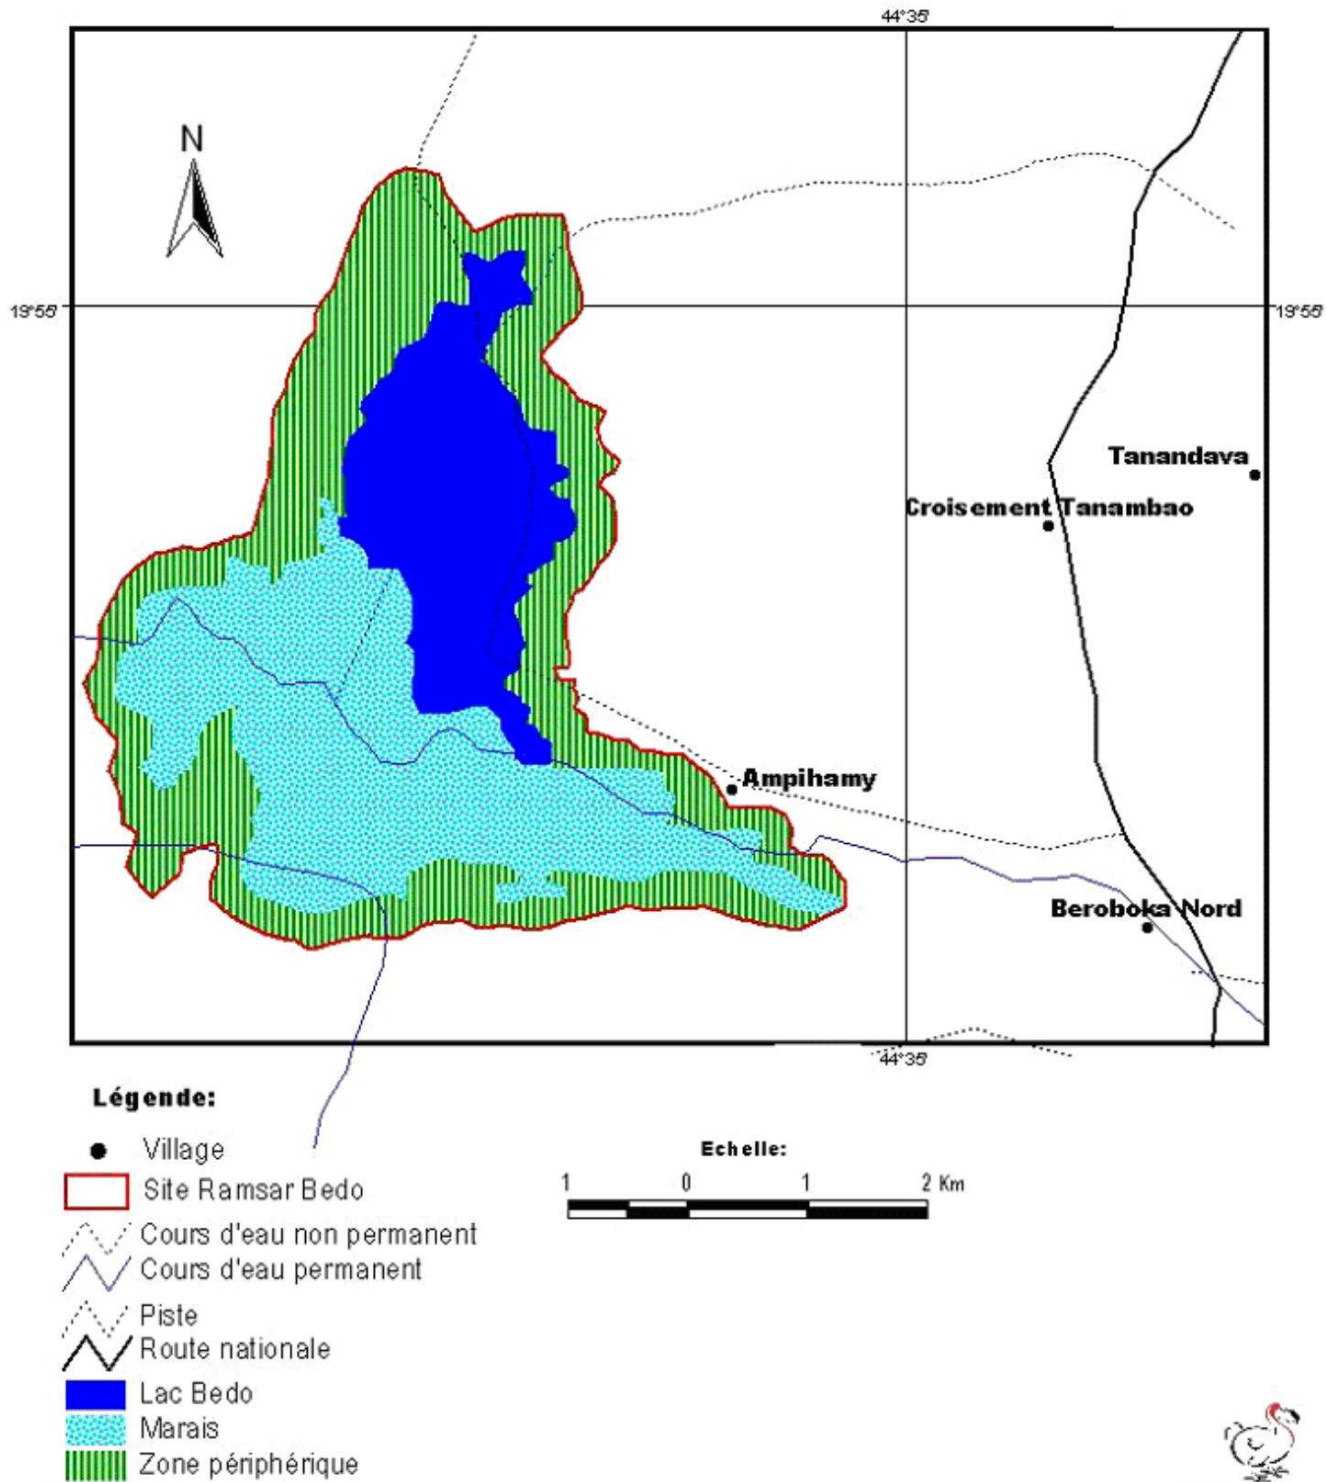 44°35'
N
19°55'
19°55'
Tanandava
Croisement Tanambao
Ampihamy
Beroboka Nord
44°35'
Légende:
Village
Site Ramsar Bedo
Cours d'eau non permanent
Cours d'eau permanent
Piste
Route nationale
Lac Bedo
Marais
Zone périphérique
Echelle:
1 0 1 2 Km